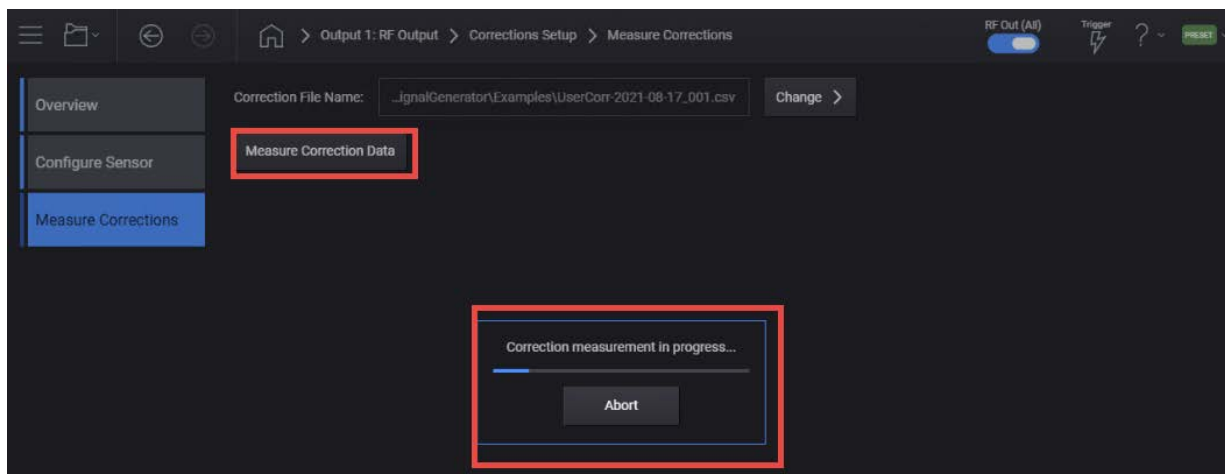 > Output 1: RF Output > Corrections Setup > Measure Corrections
RF Out (All)
Trigger
?
PRESET
Overview
Correction File Name:
...ignalGenerator\Examples\UserCorr-2021-08-17_001.csv
Change >
Configure Sensor
Measure Correction Data
Measure Corrections
Correction measurement in progress...
Abort